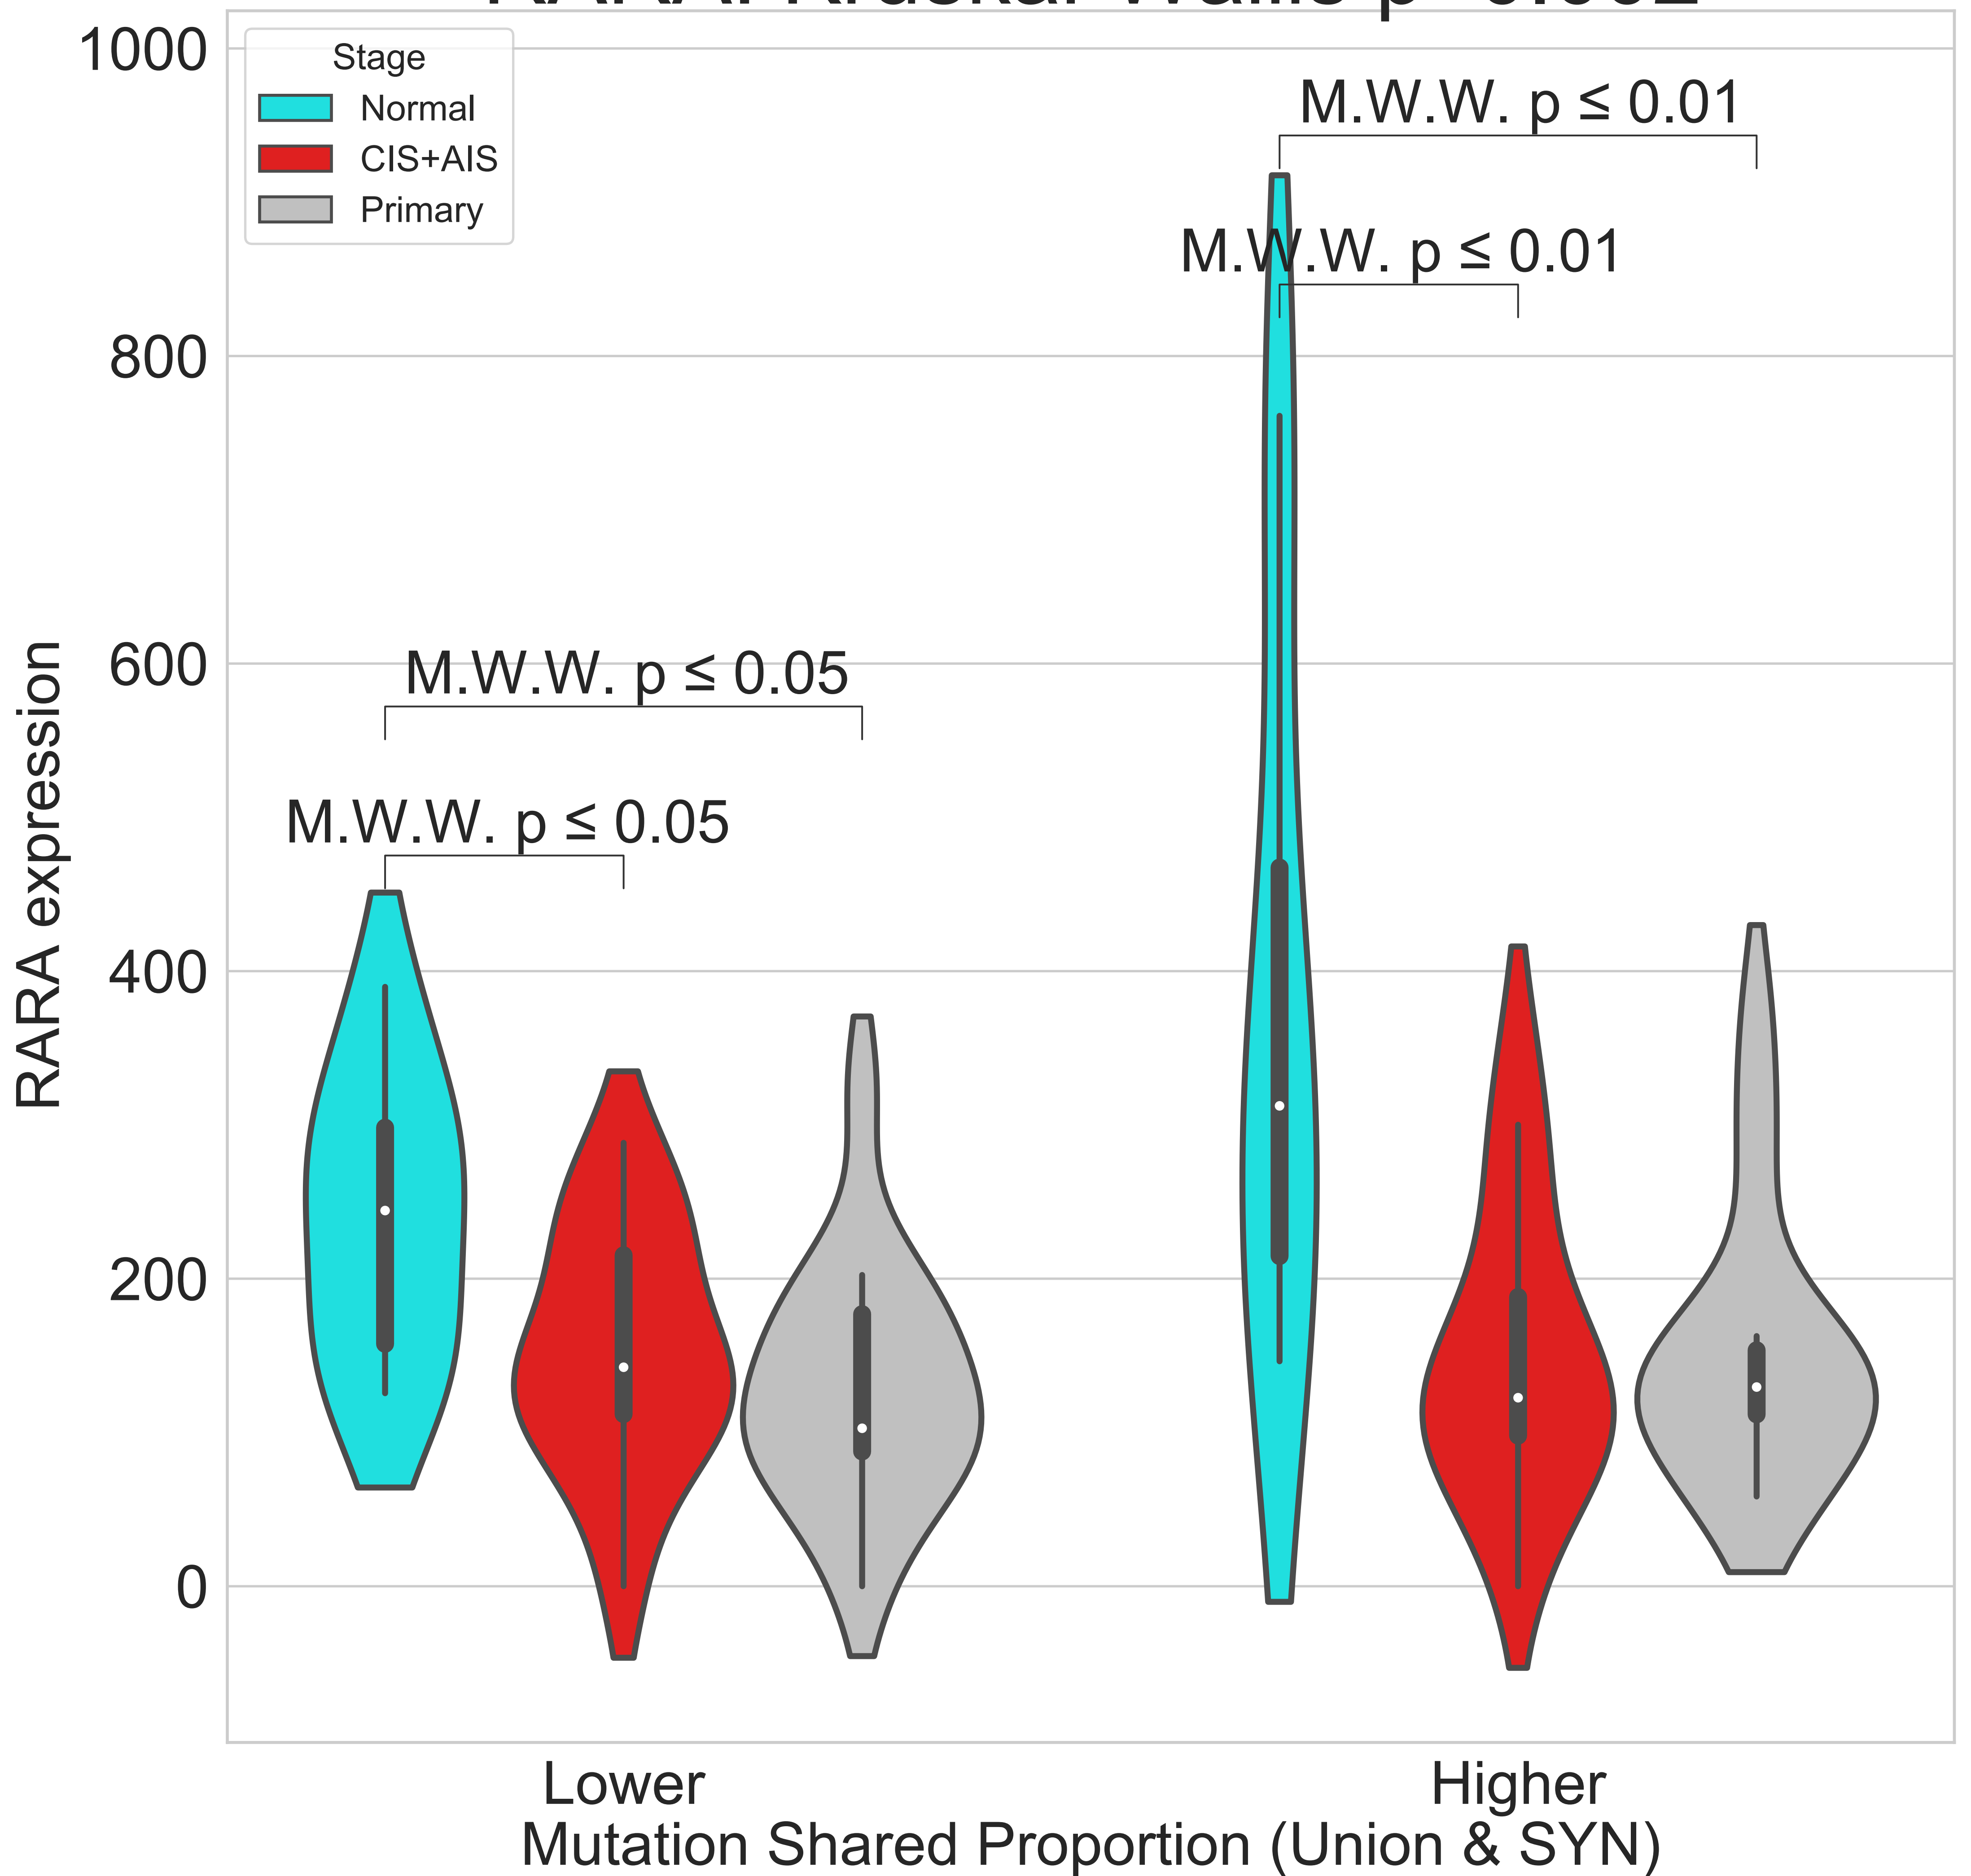 1000
800
600
400
200
0
RARA expression
Stage
Normal
CIS+AIS
Primary
M.W.W. p ≤ 0.01
M.W.W. p ≤ 0.01
M.W.W. p ≤ 0.05
M.W.W. p ≤ 0.05
Lower
Higher
Mutation Shared Proportion (Union & SYN)